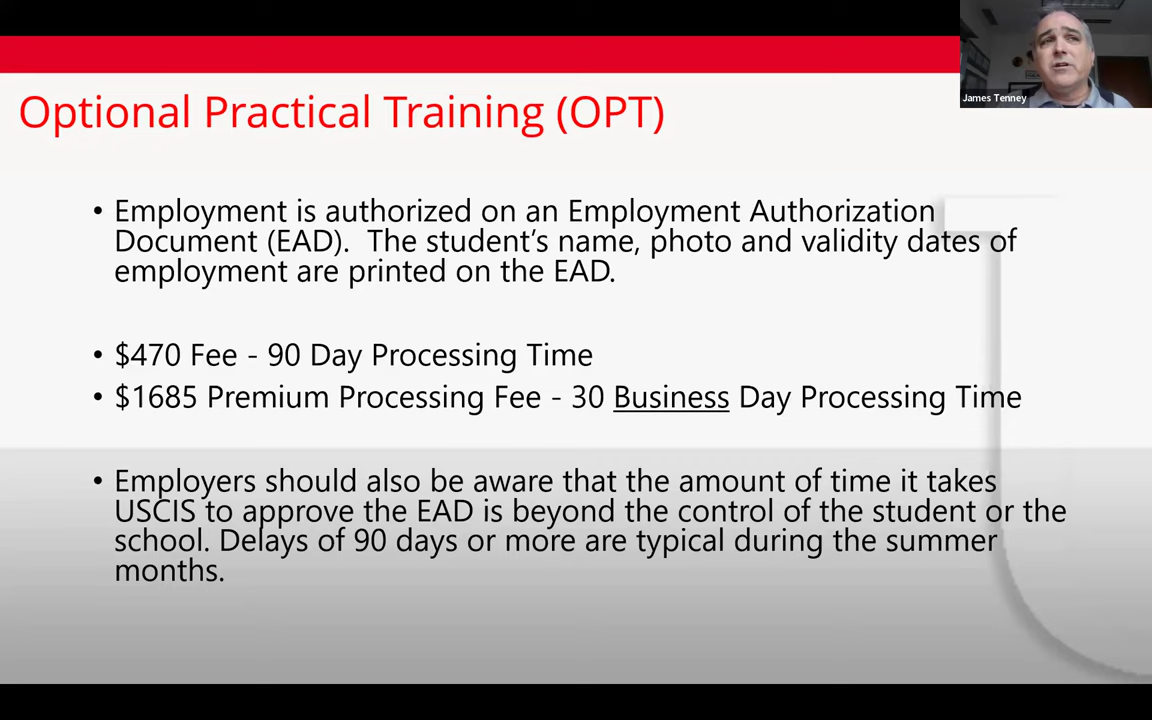 Optional Practical Training (OPT)
James Tenney
• Employment is authorized on an Employment Authorization
Document (EAD).  The student’s name, photo and validity dates of
employment are printed on the EAD.
• $470 Fee - 90 Day Processing Time
• $1685 Premium Processing Fee - 30 Business Day Processing Time
• Employers should also be aware that the amount of time it takes
USCIS to approve the EAD is beyond the control of the student or the
school. Delays of 90 days or more are typical during the summer
months.